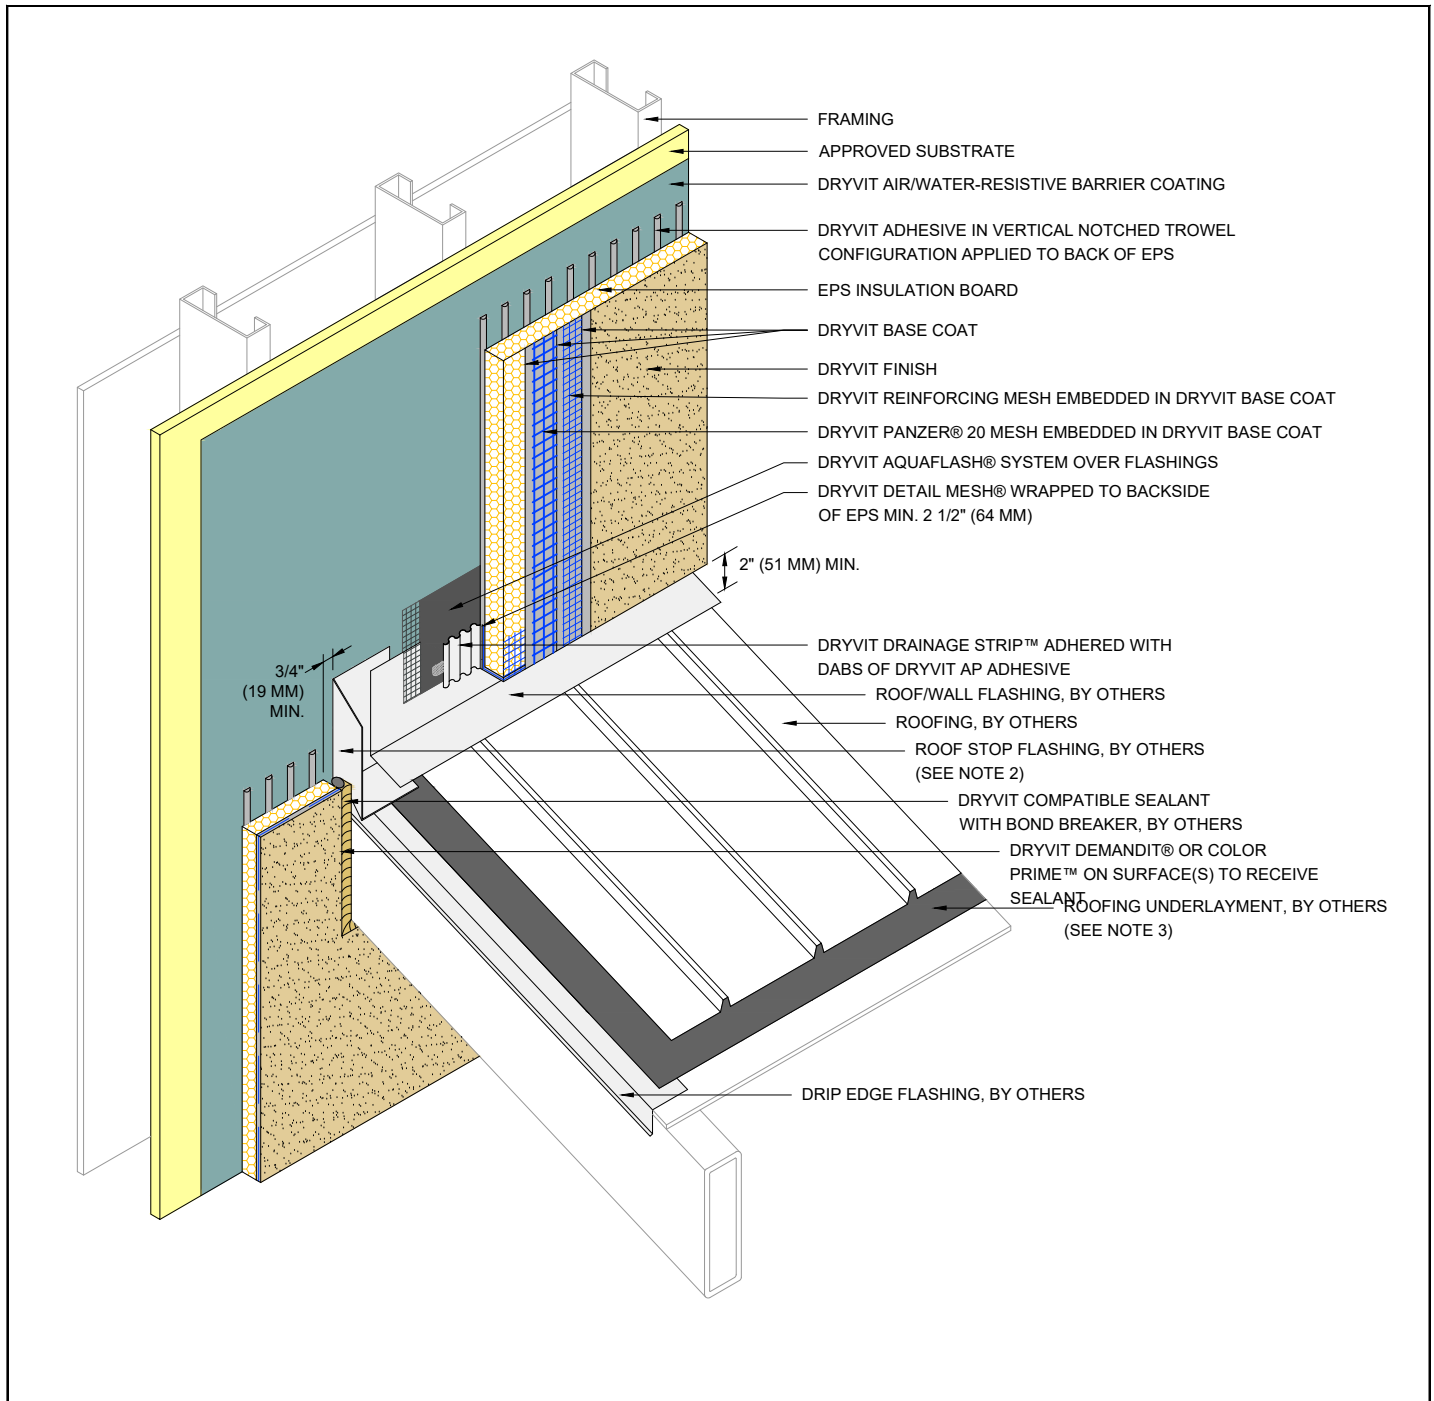 FRAMING
APPROVED SUBSTRATE
DRYVIT AIR/WATER-RESISTIVE BARRIER COATING
DRYVIT ADHESIVE IN VERTICAL NOTCHED TROWEL
CONFIGURATION APPLIED TO BACK OF EPS
EPS INSULATION BOARD
DRYVIT BASE COAT
DRYVIT FINISH
DRYVIT REINFORCING MESH EMBEDDED IN DRYVIT BASE COAT
DRYVIT PANZER® 20 MESH EMBEDDED IN DRYVIT BASE COAT
DRYVIT AQUAFLASH® SYSTEM OVER FLASHINGS
DRYVIT DETAIL MESH® WRAPPED TO BACKSIDE
OF EPS MIN. 2 1/2" (64 MM)
2" (51 MM) MIN.
DRYVIT DRAINAGE STRIP™ ADHERED WITH
DABS OF DRYVIT AP ADHESIVE
3/4"
(19 MM)
MIN.
ROOF/WALL FLASHING, BY OTHERS
ROOFING, BY OTHERS
ROOF STOP FLASHING, BY OTHERS
(SEE NOTE 2)
DRYVIT COMPATIBLE SEALANT
WITH BOND BREAKER, BY OTHERS
DRYVIT DEMANDIT® OR COLOR
PRIME™ ON SURFACE(S) TO RECEIVE
SEALANT
ROOFING UNDERLAYMENT, BY OTHERS
(SEE NOTE 3)
DRIP EDGE FLASHING, BY OTHERS